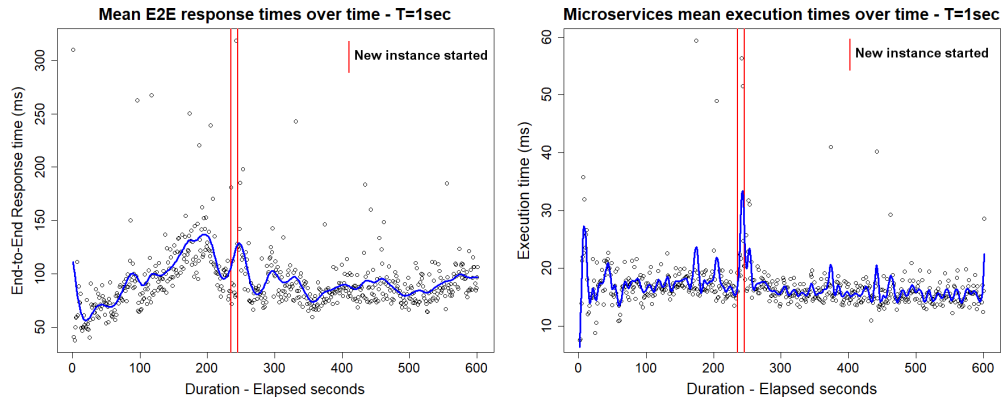 Mean E2E response times over time - T=1sec
New instance started
End-to-End Response time (ms)
300
250
200
150
100
50
0 100 200 300 400 500 600
Duration - Elapsed seconds
Microservices mean execution times over time - T=1sec
New instance started
Execution time (ms)
60
50
40
30
20
10
0 100 200 300 400 500 600
Duration - Elapsed seconds